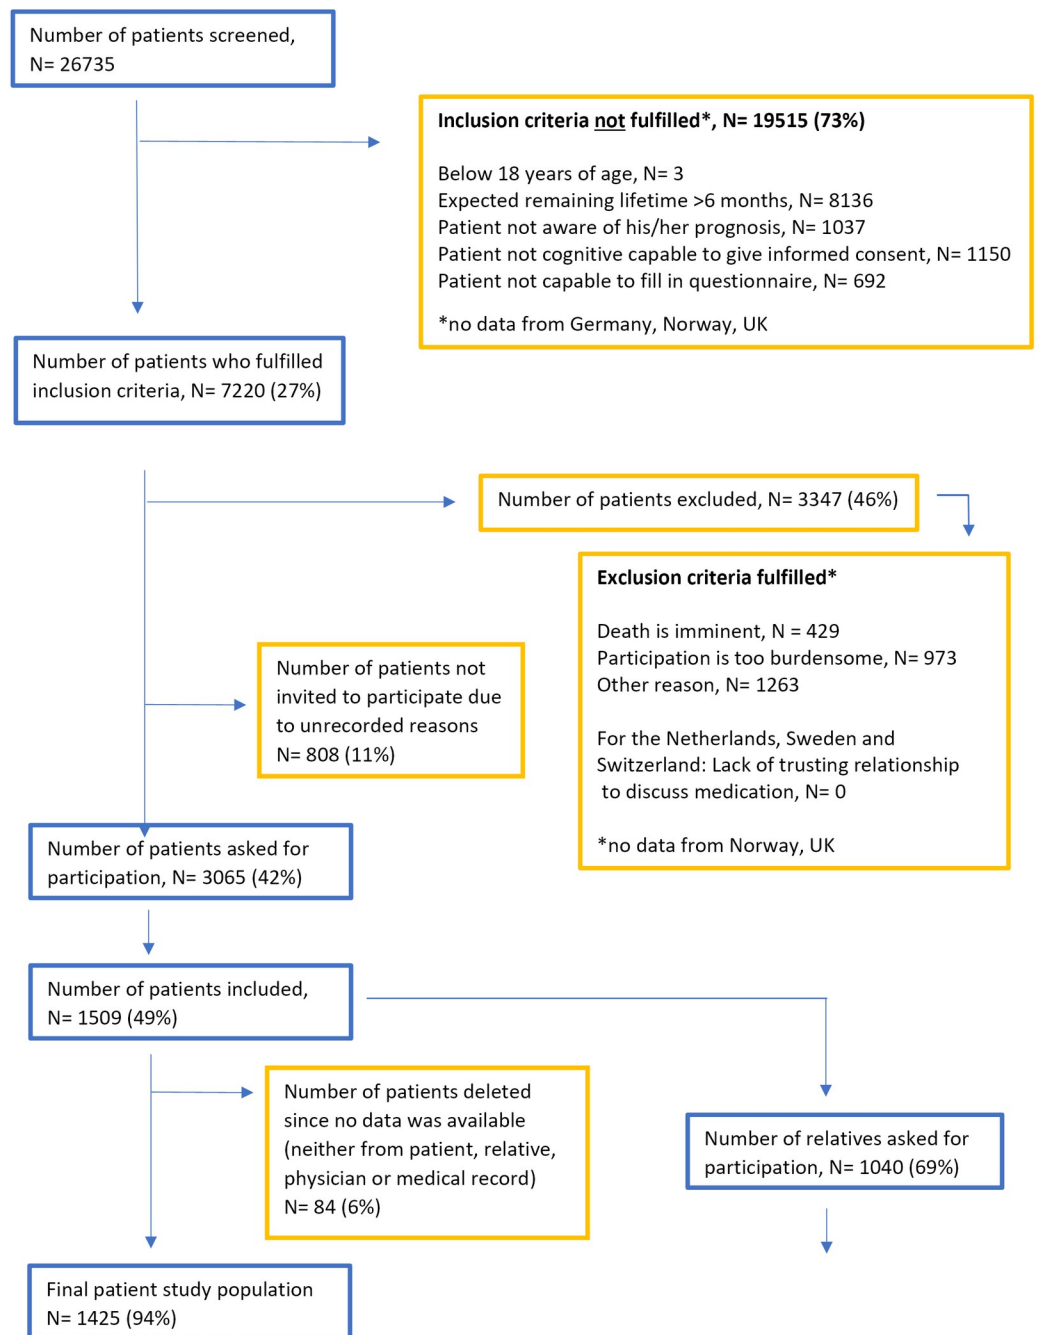 Number of patients screened,
N= 26735
Inclusion criteria not fulfilled*, N= 19515 (73%)
Below 18 years of age, N= 3
Expected remaining lifetime >6 months, N= 8136
Patient not aware of his/her prognosis, N= 1037
Patient not cognitive capable to give informed consent, N= 1150
Patient not capable to fill in questionnaire, N= 692
*no data from Germany, Norway, UK
Number of patients who fulfilled
inclusion criteria, N= 7220 (27%)
Number of patients excluded, N= 3347 (46%)
Exclusion criteria fulfilled*
Death is imminent, N = 429
Participation is too burdensome, N= 973
Other reason, N= 1263
For the Netherlands, Sweden and
Switzerland: Lack of trusting relationship
to discuss medication, N= 0
*no data from Norway, UK
Number of patients not
invited to participate due
to unrecorded reasons
N= 808 (11%)
Number of patients asked for
participation, N= 3065 (42%)
Number of patients included,
N= 1509 (49%)
Number of patients deleted
since no data was available
(neither from patient, relative,
physician or medical record)
N= 84 (6%)
Number of relatives asked for
participation, N= 1040 (69%)
Final patient study population
N= 1425 (94%)